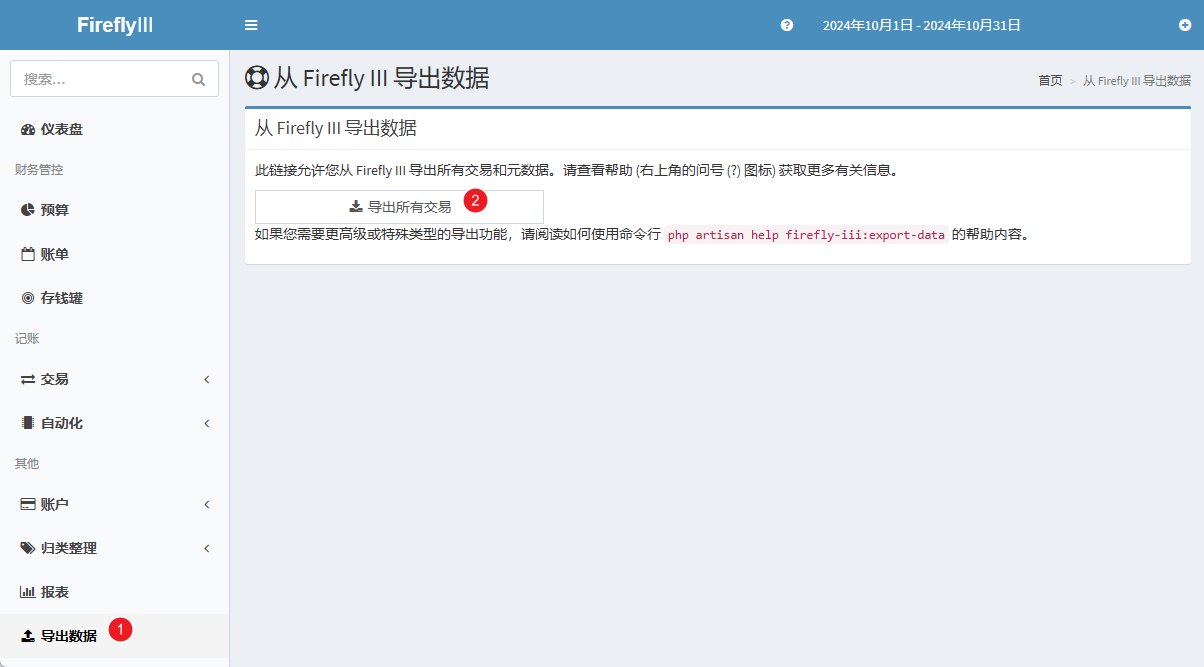 FireflyIII
2024年10月1日 - 2024年10月31日
搜索...
仪表盘
财务管控
预算
账单
存钱罐
记账
交易
自动化
其他
账户
归类整理
报表
导出数据 1
从 Firefly III 导出数据
首页 > 从 Firefly III 导出数据
从 Firefly III 导出数据
此链接允许您从 Firefly III 导出所有交易和元数据。请查看帮助 (右上角的问号 (?) 图标) 获取更多有关信息。
导出所有交易 2
如果您需要更高级或特殊类型的导出功能，请阅读如何使用命令行 php artisan help firefly-iii:export-data 的帮助内容。